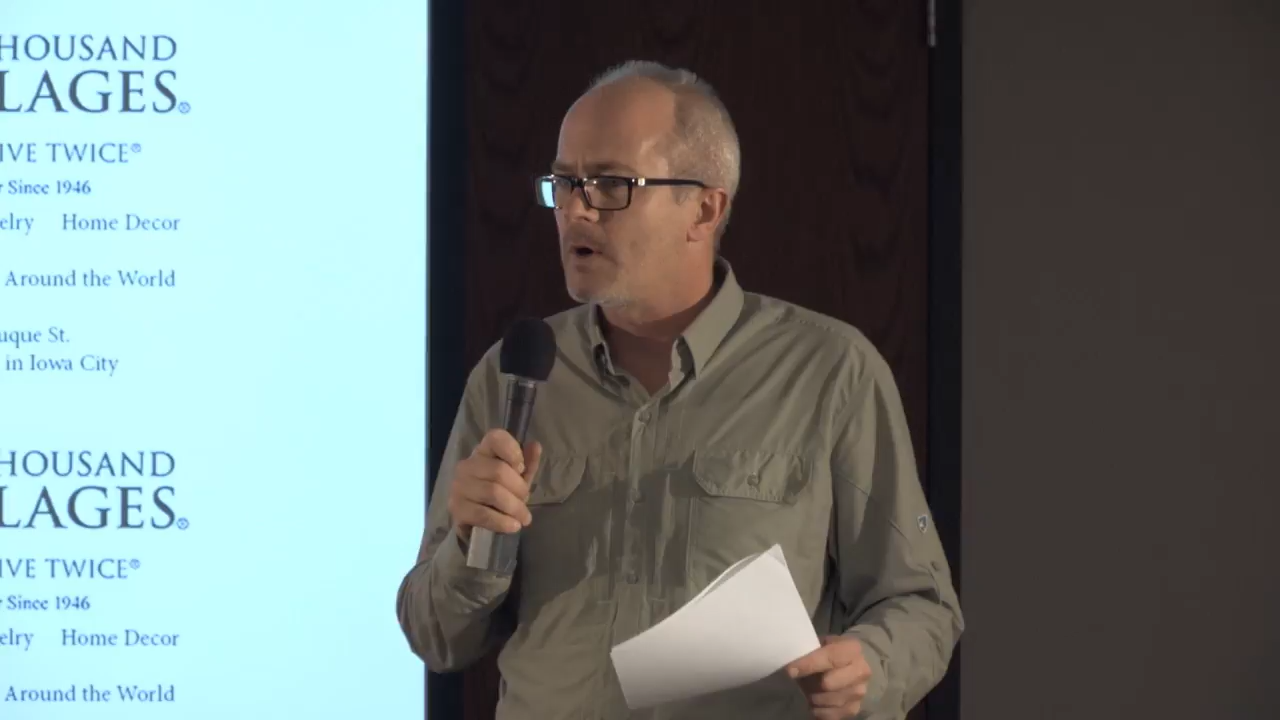 HOUSAND
LAGES®
IVE TWICE®
r Since 1946
elry Home Decor
Around the World
uque St.
in Iowa City
HOUSAND
LAGES®
IVE TWICE®
r Since 1946
elry Home Decor
Around the World